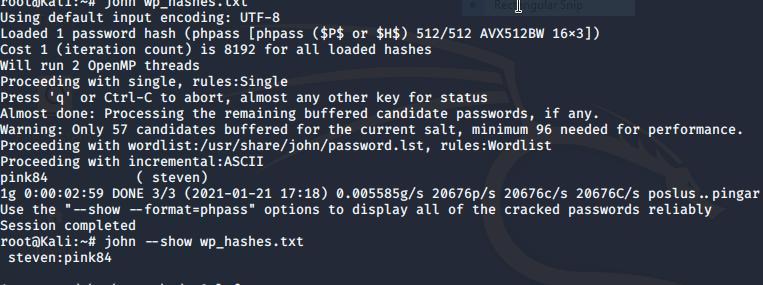 root@Kali:~# john wp_hashes.txt
Rectangular Snip
Using default input encoding: UTF-8
Loaded 1 password hash (phpass [phpass ($P$ or $H$) 512/512 AVX512BW 16×3])
Cost 1 (iteration count) is 8192 for all loaded hashes
Will run 2 OpenMP threads
Proceeding with single, rules:Single
Press 'q' or Ctrl-C to abort, almost any other key for status
Almost done: Processing the remaining buffered candidate passwords, if any.
Warning: Only 57 candidates buffered for the current salt, minimum 96 needed for performance.
Proceeding with wordlist:/usr/share/john/password.lst, rules:Wordlist
Proceeding with incremental:ASCII
pink84 ( steven)
1g 0:00:02:59 DONE 3/3 (2021-01-21 17:18) 0.005585g/s 20676p/s 20676c/s 20676C/s poslus..pingar
Use the "--show --format=phpass" options to display all of the cracked passwords reliably
Session completed
root@Kali:~# john --show wp_hashes.txt
steven:pink84